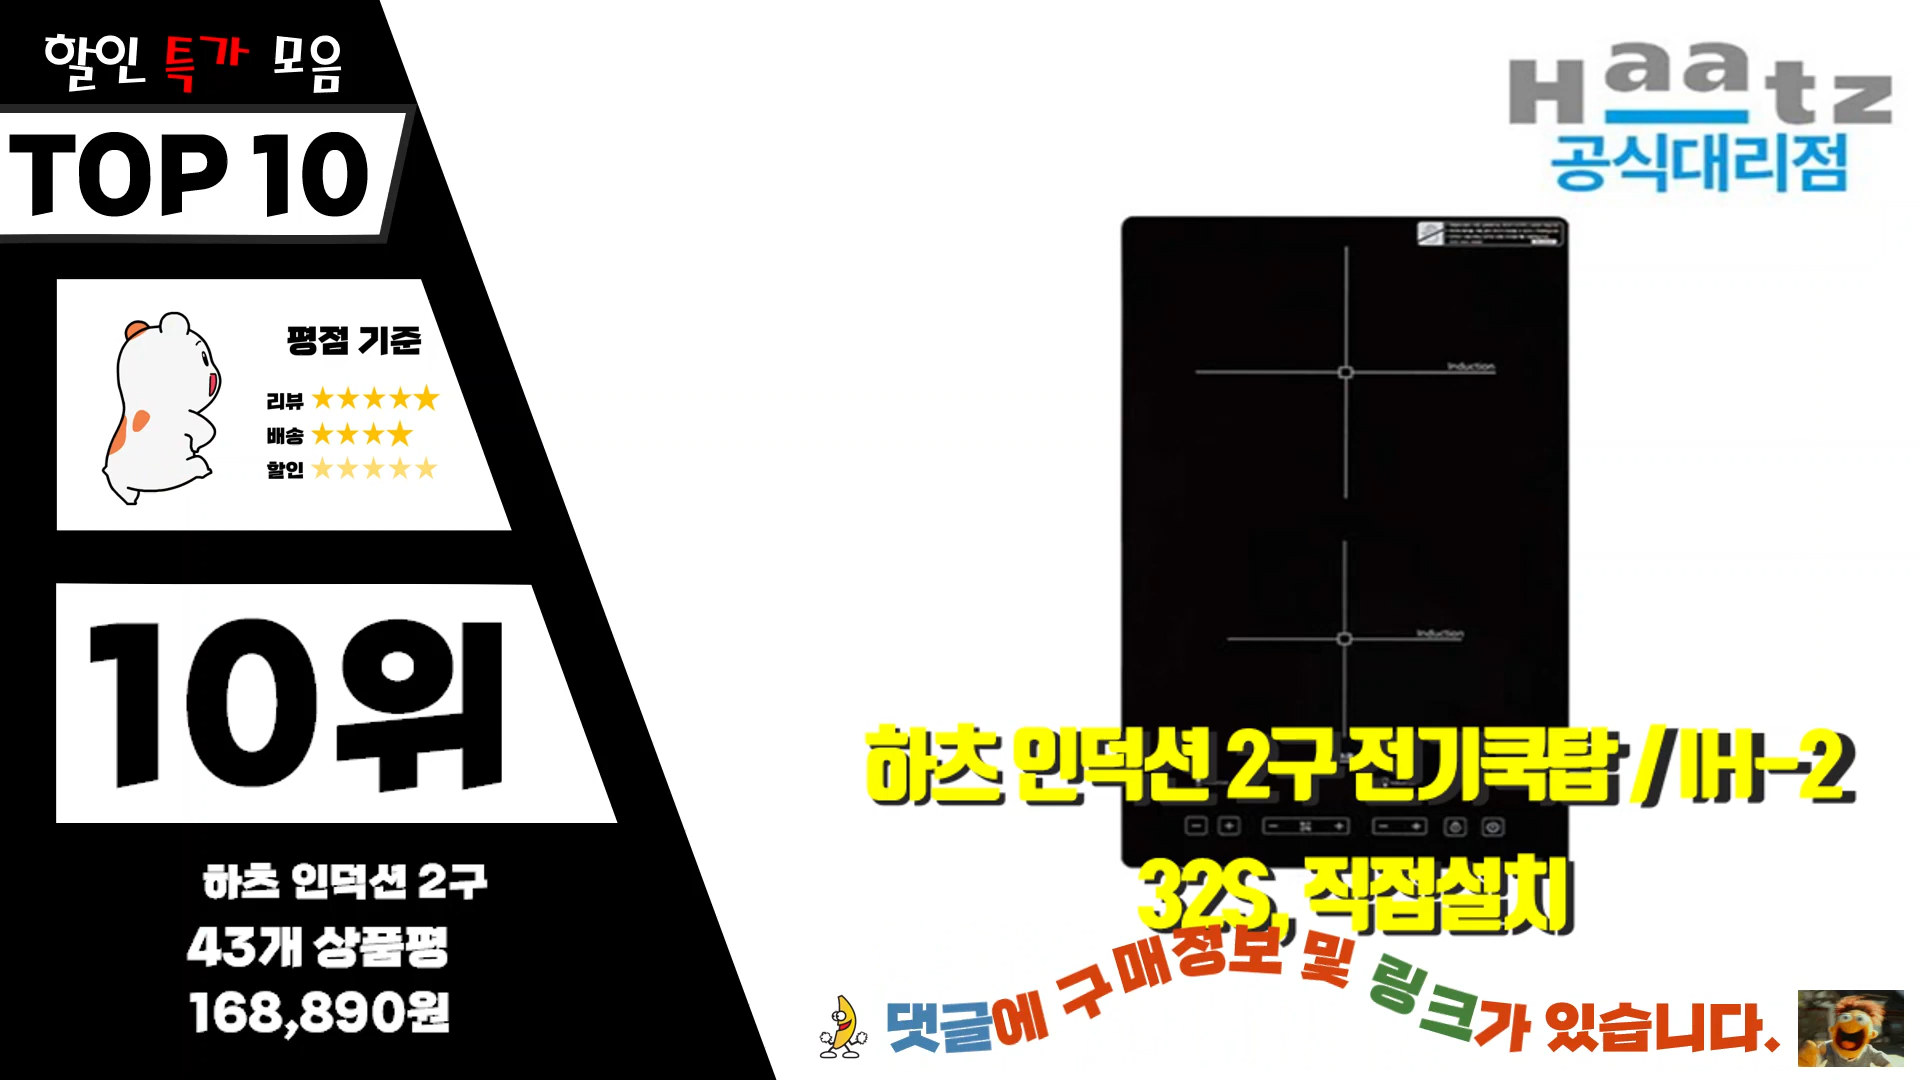 할인 특가 모음
TOP 10
평점 기준
리뷰 ★★★★★
배송 ★★★★
할인 ★★★★★
10위
하츠 인덕션 2구
43개 상품평
168,890원
Haatz
공식대리점
Induction
Induction
하츠 인덕션 2구 전기쿡탑 / IH-2
32S, 직접설치
댓글에 구매정보 및 링크가 있습니다.